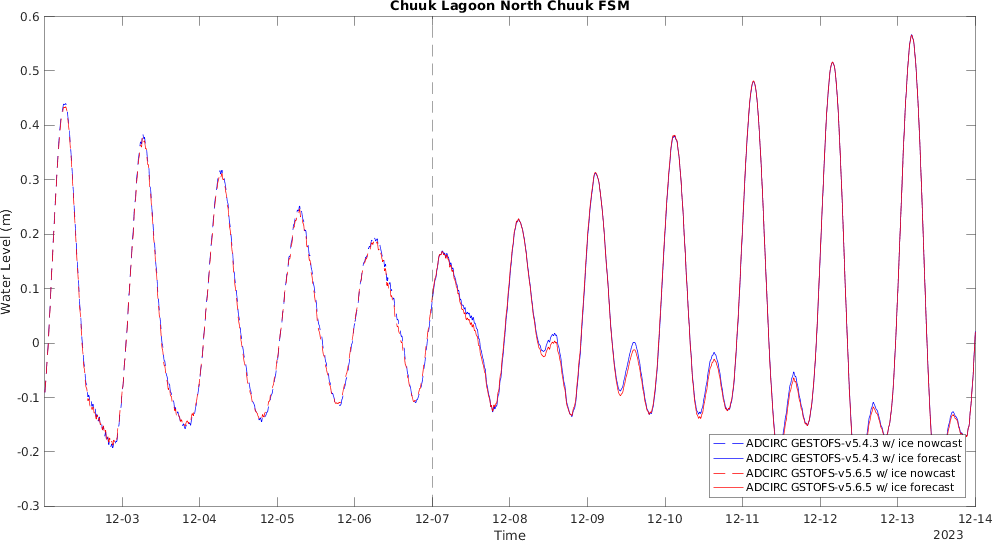 Chuuk Lagoon North Chuuk FSM
0.6
0.5
0.4
0.3
0.2
0.1
0
-0.1
-0.2
-0.3
Water Level (m)
ADCIRC GESTOFS-v5.4.3 w/ ice nowcast
ADCIRC GESTOFS-v5.4.3 w/ ice forecast
ADCIRC GSTOFS-v5.6.5 w/ ice nowcast
ADCIRC GSTOFS-v5.6.5 w/ ice forecast
12-03 12-04 12-05 12-06 12-07 12-08 12-09 12-10 12-11 12-12 12-13 12-14
Time
2023